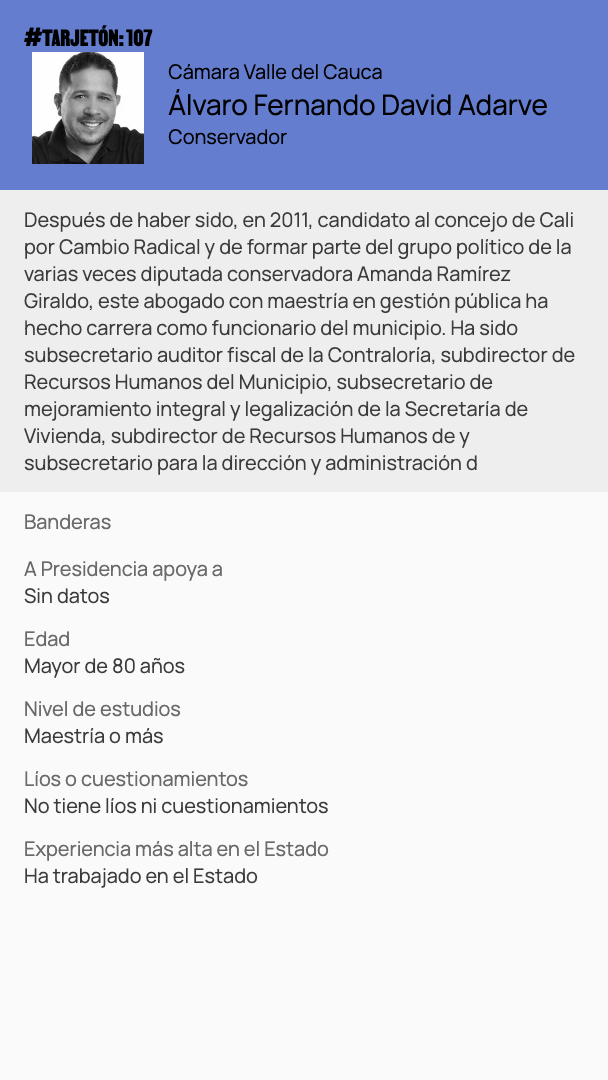 #TARJETÓN: 107
Cámara Valle del Cauca
Álvaro Fernando David Adarve
Conservador
Después de haber sido, en 2011, candidato al concejo de Cali
por Cambio Radical y de formar parte del grupo político de la
varias veces diputada conservadora Amanda Ramírez
Giraldo, este abogado con maestría en gestión pública ha
hecho carrera como funcionario del municipio. Ha sido
subsecretario auditor fiscal de la Contraloría, subdirector de
Recursos Humanos del Municipio, subsecretario de
mejoramiento integral y legalización de la Secretaría de
Vivienda, subdirector de Recursos Humanos de y
subsecretario para la dirección y administración d
Banderas
A Presidencia apoya a
Sin datos
Edad
Mayor de 80 años
Nivel de estudios
Maestría o más
Líos o cuestionamientos
No tiene líos ni cuestionamientos
Experiencia más alta en el Estado
Ha trabajado en el Estado